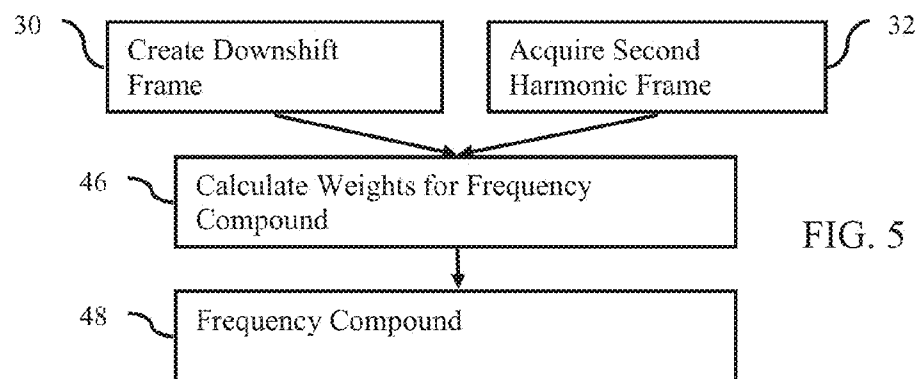 30
Create Downshift
Frame
Acquire Second
Harmonic Frame
32
46
Calculate Weights for Frequency
Compound
FIG. 5
48
Frequency Compound